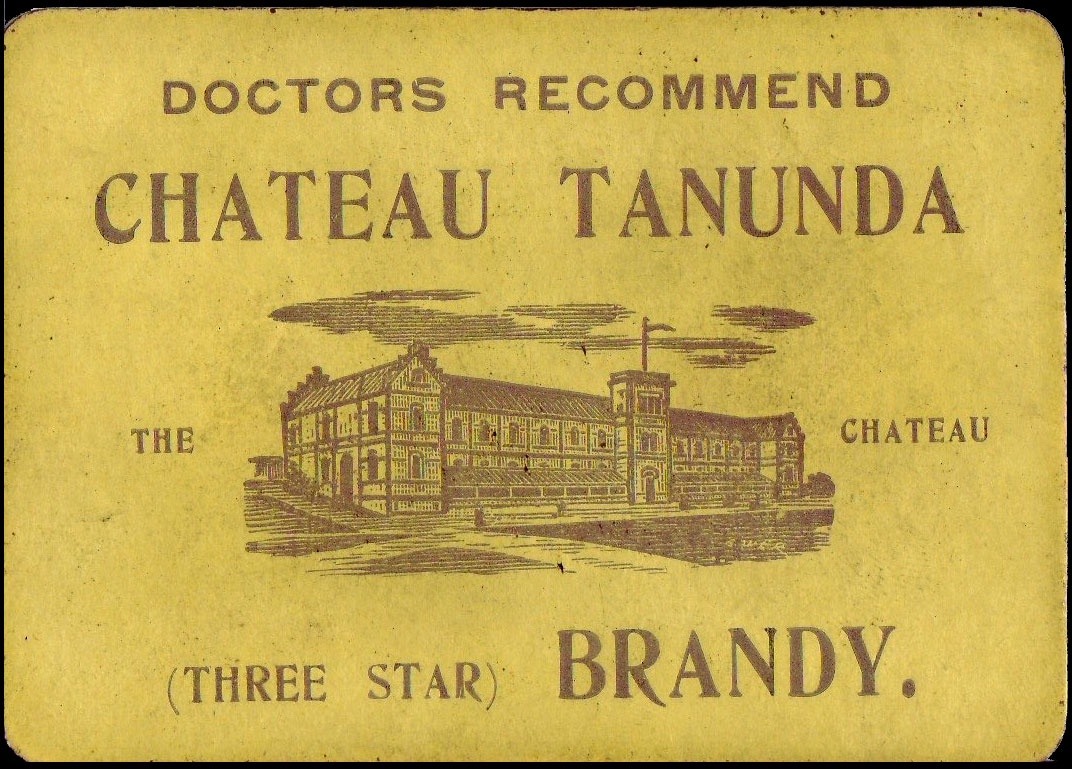 DOCTORS RECOMMEND
CHATEAU TANUNDA
THE CHATEAU
(THREE STAR) BRANDY.